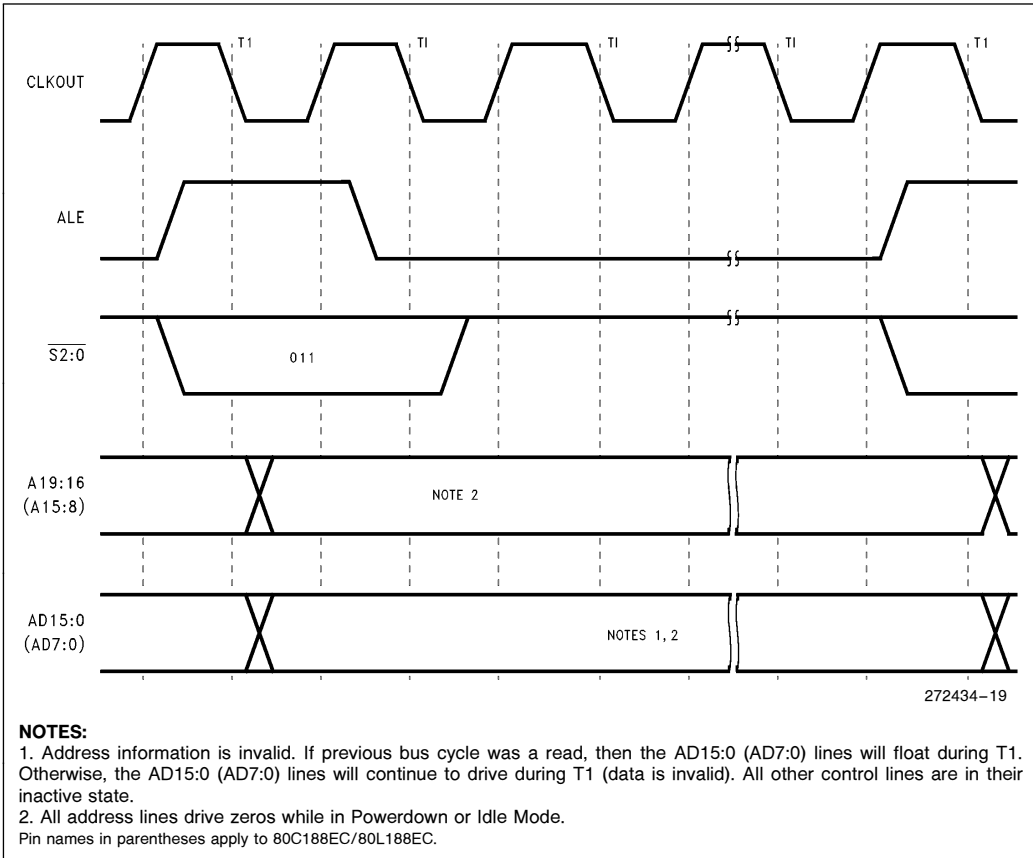 T1 TI TI TI T1
CLKOUT
ALE
S2:0
011
A19:16
(A15:8)
NOTE 2
AD15:0
(AD7:0)
NOTES 1,2
272434–19
NOTES:
1. Address information is invalid. If previous bus cycle was a read, then the AD15:0 (AD7:0) lines will float during T1.
Otherwise, the AD15:0 (AD7:0) lines will continue to drive during T1 (data is invalid). All other control lines are in their
inactive state.
2. All address lines drive zeros while in Powerdown or Idle Mode.
Pin names in parentheses apply to 80C188EC/80L188EC.